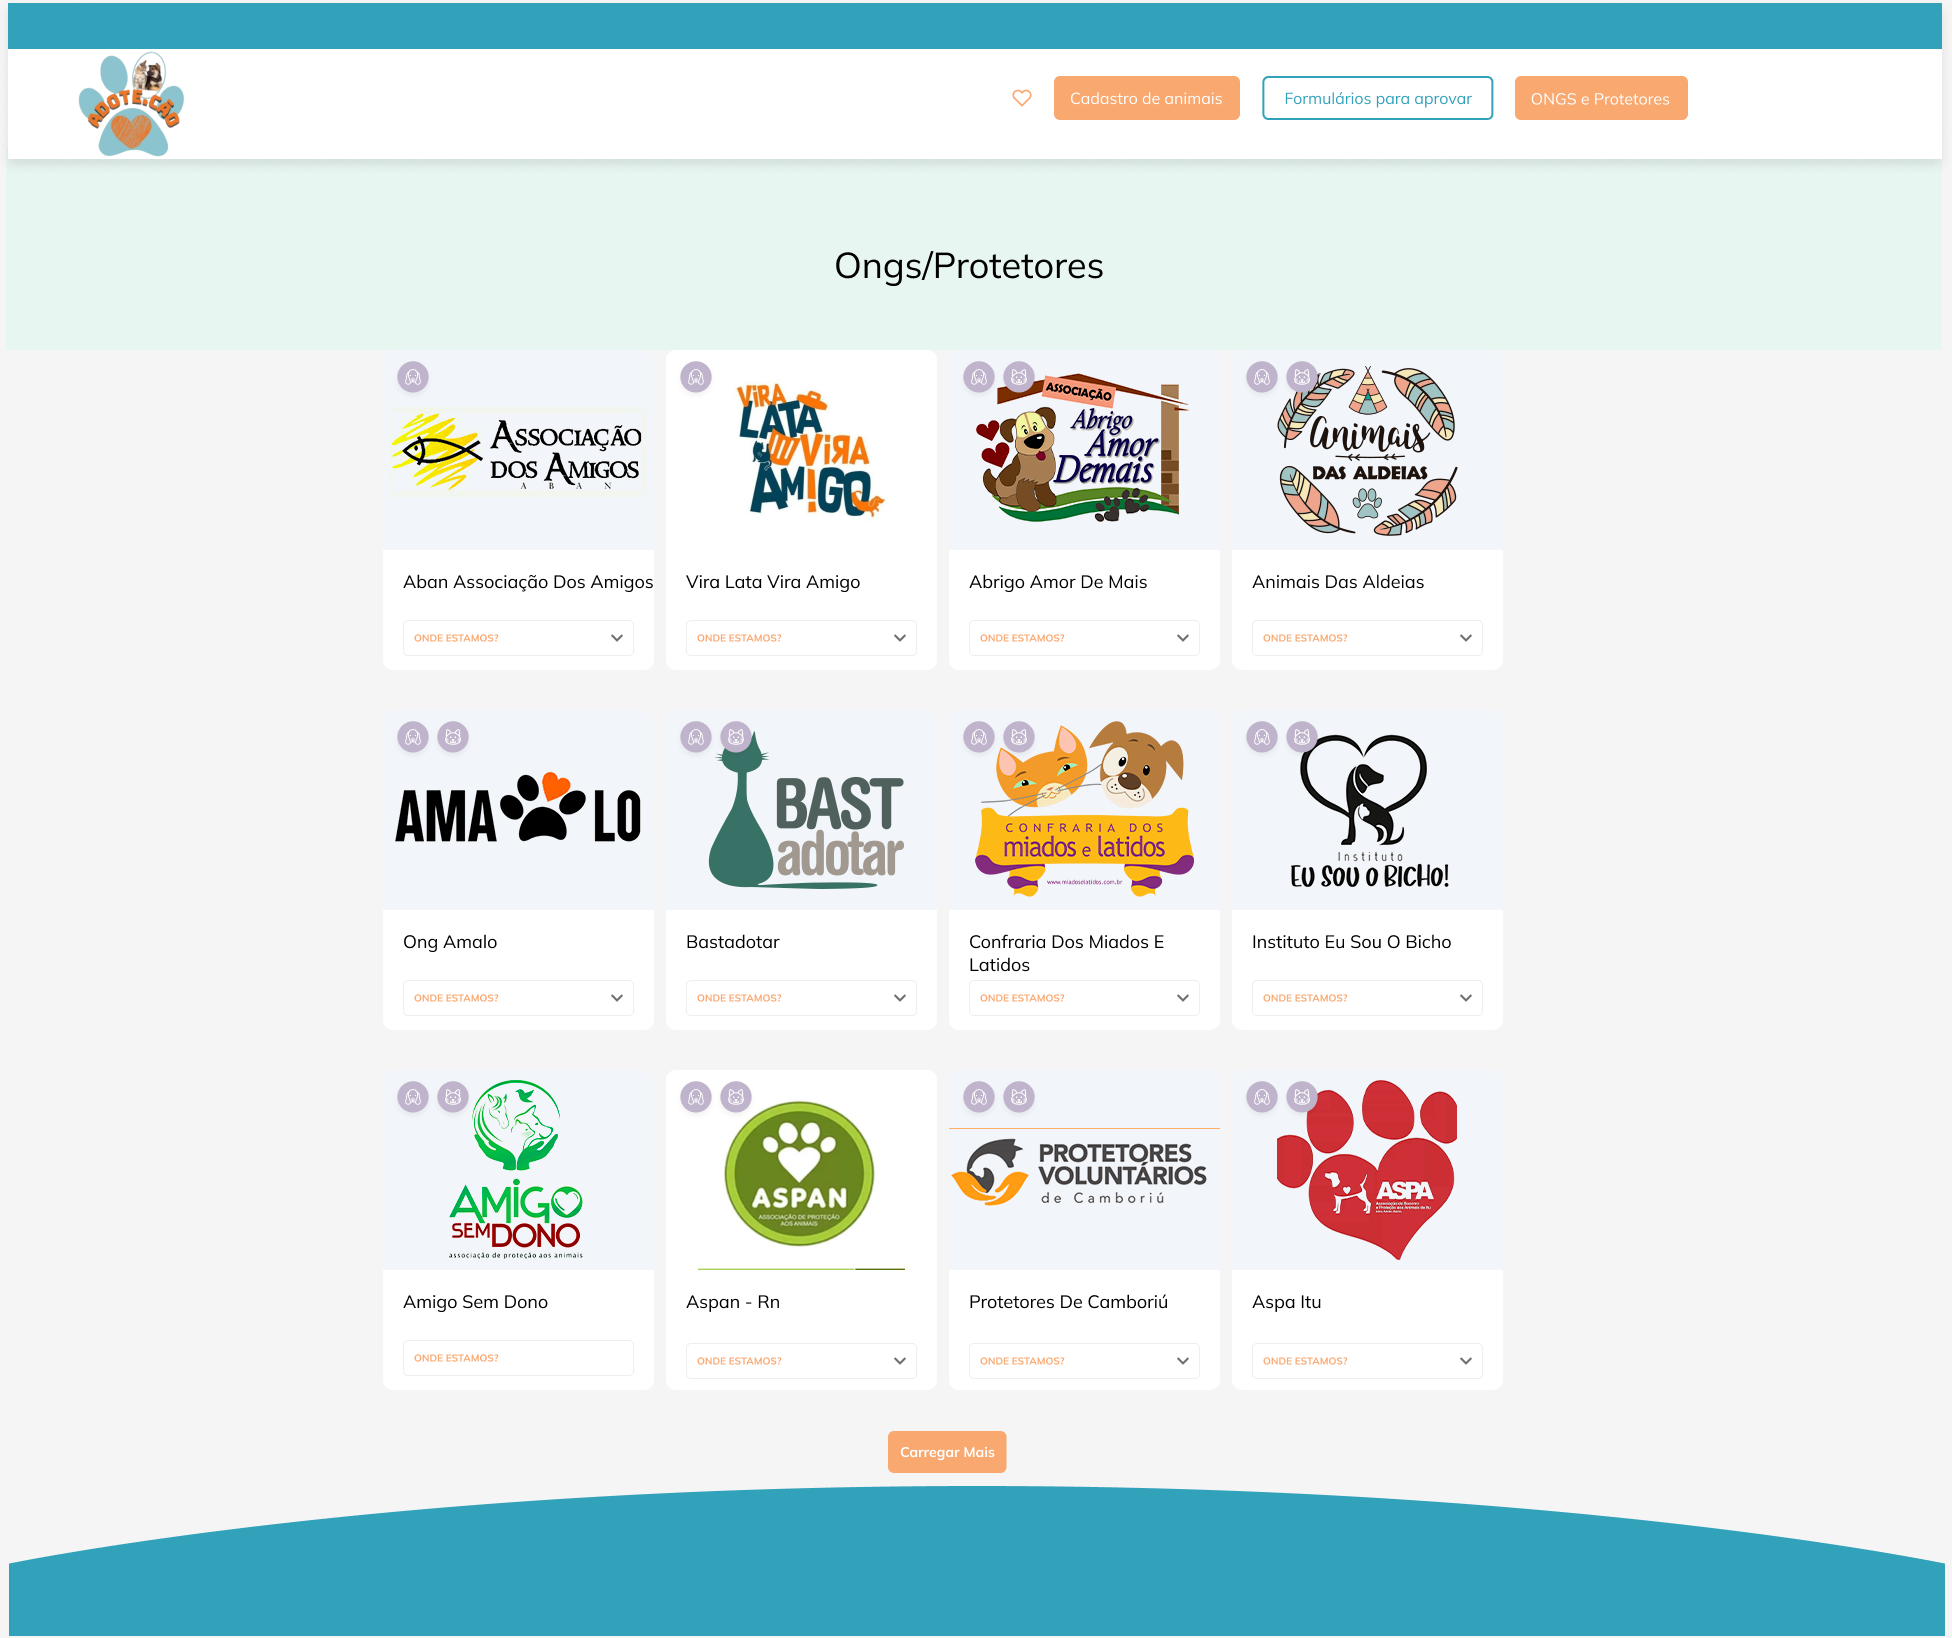 ADOTE.CÃO
Cadastro de animais
Formulários para aprovar
ONGS e Protetores
Ongs/Protetores
ASSOCIAÇÃO
DOS AMIGOS
A B A N
Aban Associação Dos Amigos
ONDE ESTAMOS?
VIRA
LATA
VIRA
AMIGO
Vira Lata Vira Amigo
ONDE ESTAMOS?
ASSOCIAÇÃO
Abrigo
Amor
Demais
Abrigo Amor De Mais
ONDE ESTAMOS?
Animais
DAS ALDEIAS
Animais Das Aldeias
ONDE ESTAMOS?
AMA LO
Ong Amalo
ONDE ESTAMOS?
BAST
adotar
Bastadotar
ONDE ESTAMOS?
CONFRARIA DOS
miados e latidos
www.miadoselatidos.com.br
Confraria Dos Miados E
Latidos
ONDE ESTAMOS?
Instituto
EU SOU O BICHO!
Instituto Eu Sou O Bicho
ONDE ESTAMOS?
AMIGO
SEM DONO
associação de proteção aos animais
Amigo Sem Dono
ONDE ESTAMOS?
ASPAN
ASSOCIAÇÃO DE PROTEÇÃO
AOS ANIMAIS
Aspan - Rn
ONDE ESTAMOS?
PROTETORES
VOLUNTÁRIOS
de Camboriú
Protetores De Camboriú
ONDE ESTAMOS?
ASPA
Aspa Itu
ONDE ESTAMOS?
Carregar Mais